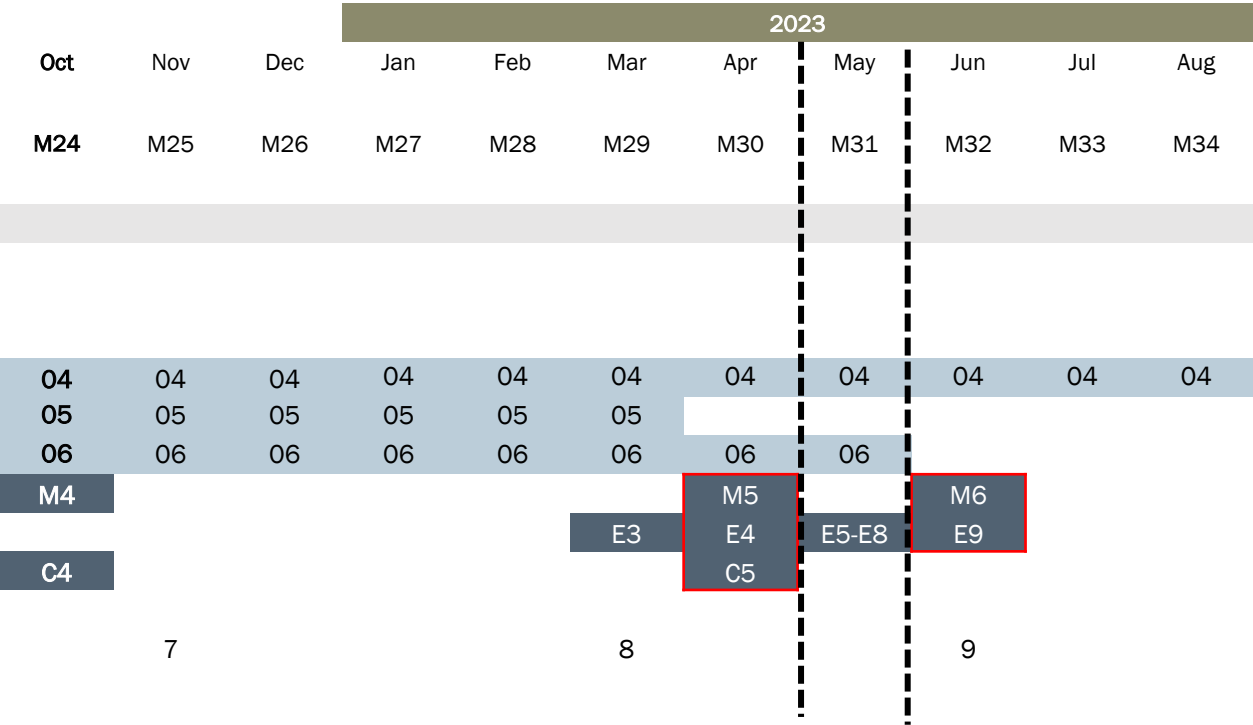 2023
Oct Nov Dec Jan Feb Mar Apr May Jun Jul Aug
M24 M25 M26 M27 M28 M29 M30 M31 M32 M33 M34
04 04 04 04 04 04 04 04 04 04 04
05 05 05 05 05 05
06 06 06 06 06 06 06 06
M4 M5 M6
E3 E4 E5-E8 E9
C4 C5
7 8 9